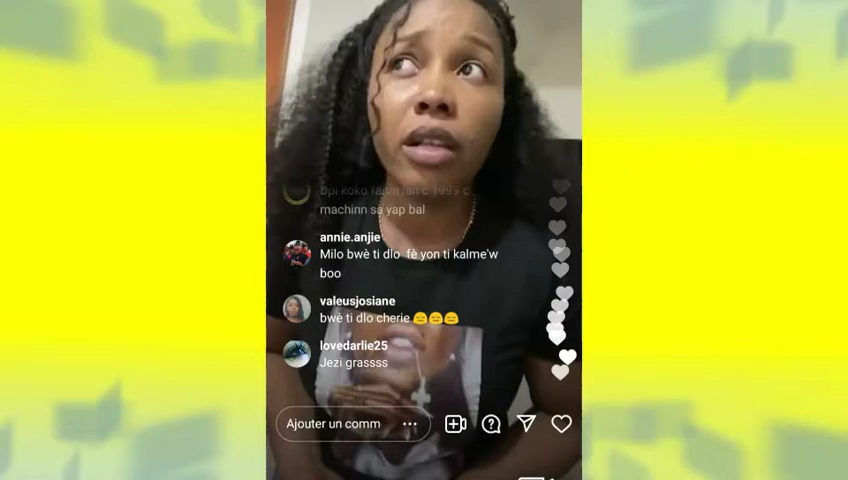 machinn sa yap bal
annie.anjie
Milo bwè ti dlo fè yon ti kalme'w
boo
valeusjosiane
bwè ti dlo cherie 😔😔😔
lovedarlie25
Jezi grassss
Ajouter un comm